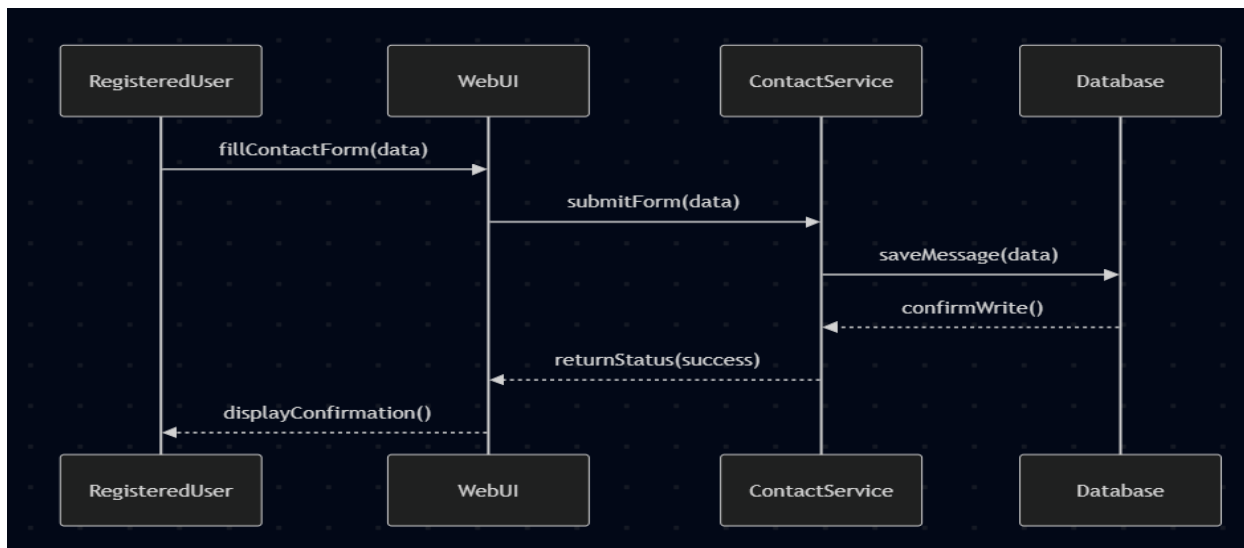 RegisteredUser
WebUI
ContactService
Database
fillContactForm(data)
submitForm(data)
saveMessage(data)
confirmWrite()
returnStatus(success)
displayConfirmation()
RegisteredUser
WebUI
ContactService
Database